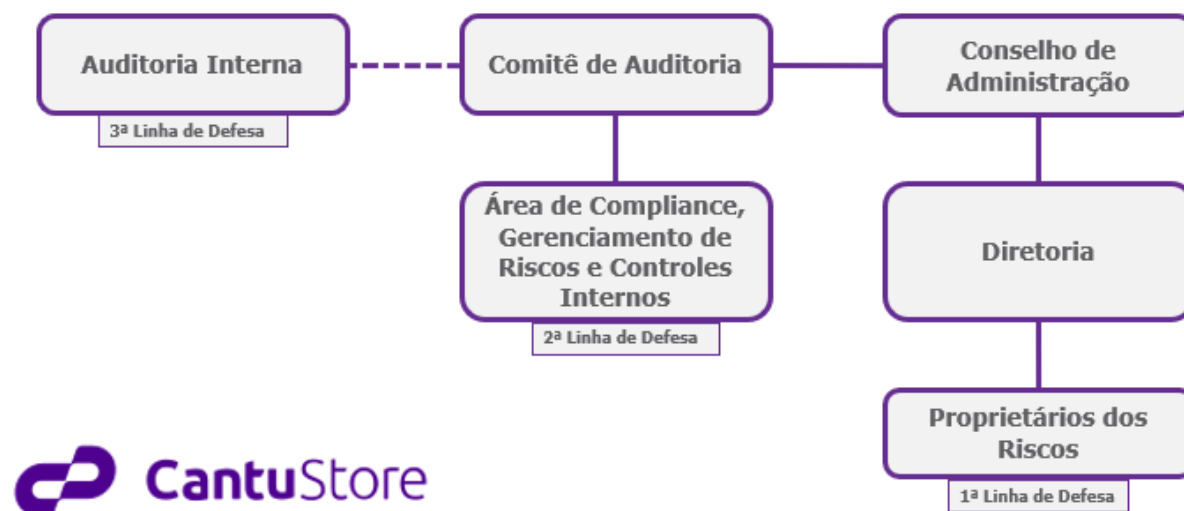 Auditoria Interna
3ª Linha de Defesa
Comitê de Auditoria
Conselho de
Administração
Área de Compliance,
Gerenciamento de
Riscos e Controles
Internos
2ª Linha de Defesa
Diretoria
Proprietários dos
Riscos
1ª Linha de Defesa
CantuStore